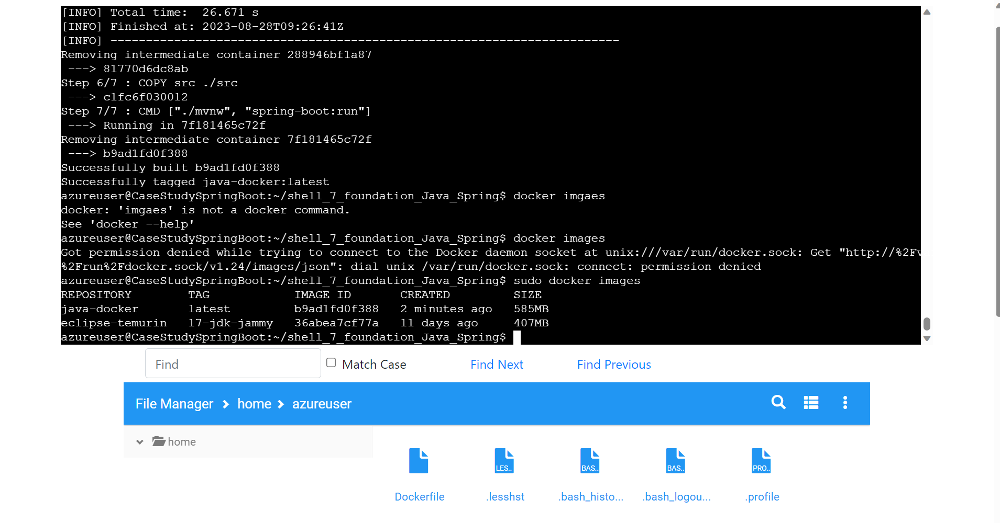 [INFO] Total time:  26.671 s
[INFO] Finished at: 2023-08-28T09:26:41Z
[INFO] ------------------------------------------------------------------------
Removing intermediate container 288946bf1a87
 ---> 81770d6dc8ab
Step 6/7 : COPY src ./src
 ---> c1fc6f030012
Step 7/7 : CMD ["./mvnw", "spring-boot:run"]
 ---> Running in 7f181465c72f
Removing intermediate container 7f181465c72f
 ---> b9ad1fd0f388
Successfully built b9ad1fd0f388
Successfully tagged java-docker:latest
azureuser@CaseStudySpringBoot:~/shell_7_foundation_Java_Spring$ docker imgaes
docker: 'imgaes' is not a docker command.
See 'docker --help'
azureuser@CaseStudySpringBoot:~/shell_7_foundation_Java_Spring$ docker images
Got permission denied while trying to connect to the Docker daemon socket at unix:///var/run/docker.sock: Get "http://%2Fv
%2Frun%2Fdocker.sock/v1.24/images/json": dial unix /var/run/docker.sock: connect: permission denied
azureuser@CaseStudySpringBoot:~/shell_7_foundation_Java_Spring$ sudo docker images
REPOSITORY        TAG            IMAGE ID       CREATED         SIZE
java-docker       latest         b9ad1fd0f388   2 minutes ago   585MB
eclipse-temurin   17-jdk-jammy   36abea7cf77a   11 days ago     407MB
azureuser@CaseStudySpringBoot:~/shell_7_foundation_Java_Spring$
Find Match Case Find Next Find Previous
File Manager home azureuser
home
LES.. BAS.. BAS.. PRO..
Dockerfile .lesshst .bash_histo... .bash_logou... .profile